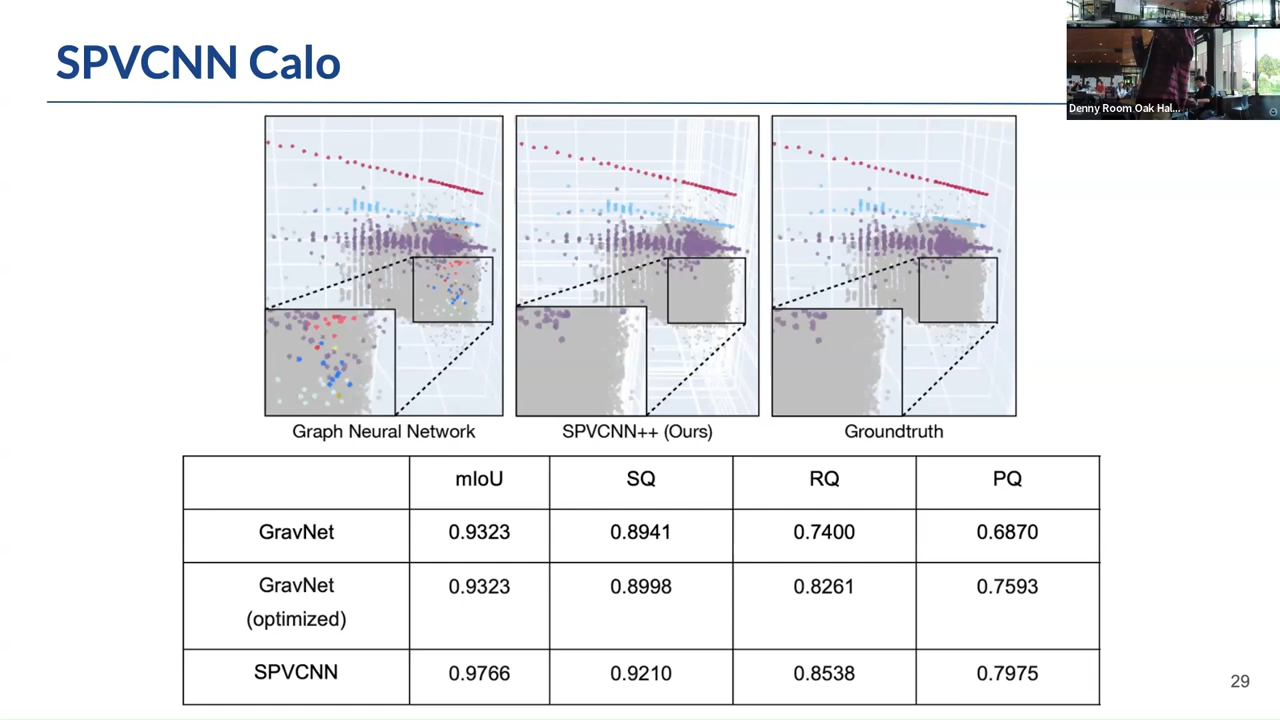 SPVCNN Calo
Denny Room Oak Hal...
Graph Neural Network
SPVCNN++ (Ours)
Groundtruth
mIoU SQ RQ PQ
GravNet 0.9323 0.8941 0.7400 0.6870
GravNet (optimized) 0.9323 0.8998 0.8261 0.7593
SPVCNN 0.9766 0.9210 0.8538 0.7975
29